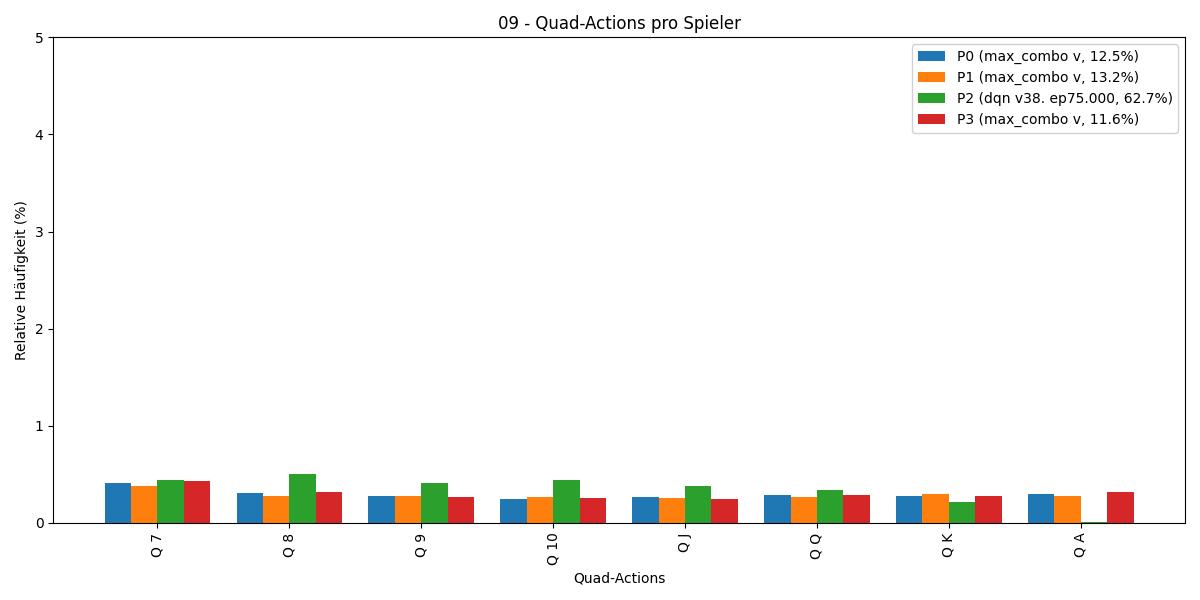 09 - Quad-Actions pro Spieler
P0 (max_combo v, 12.5%)
P1 (max_combo v, 13.2%)
P2 (dqn v38. ep75.000, 62.7%)
P3 (max_combo v, 11.6%)
Relative Häufigkeit (%)
5
4
3
2
1
0
Q 7
Q 8
Q 9
Q 10
Q J
Q Q
Q K
Q A
Quad-Actions